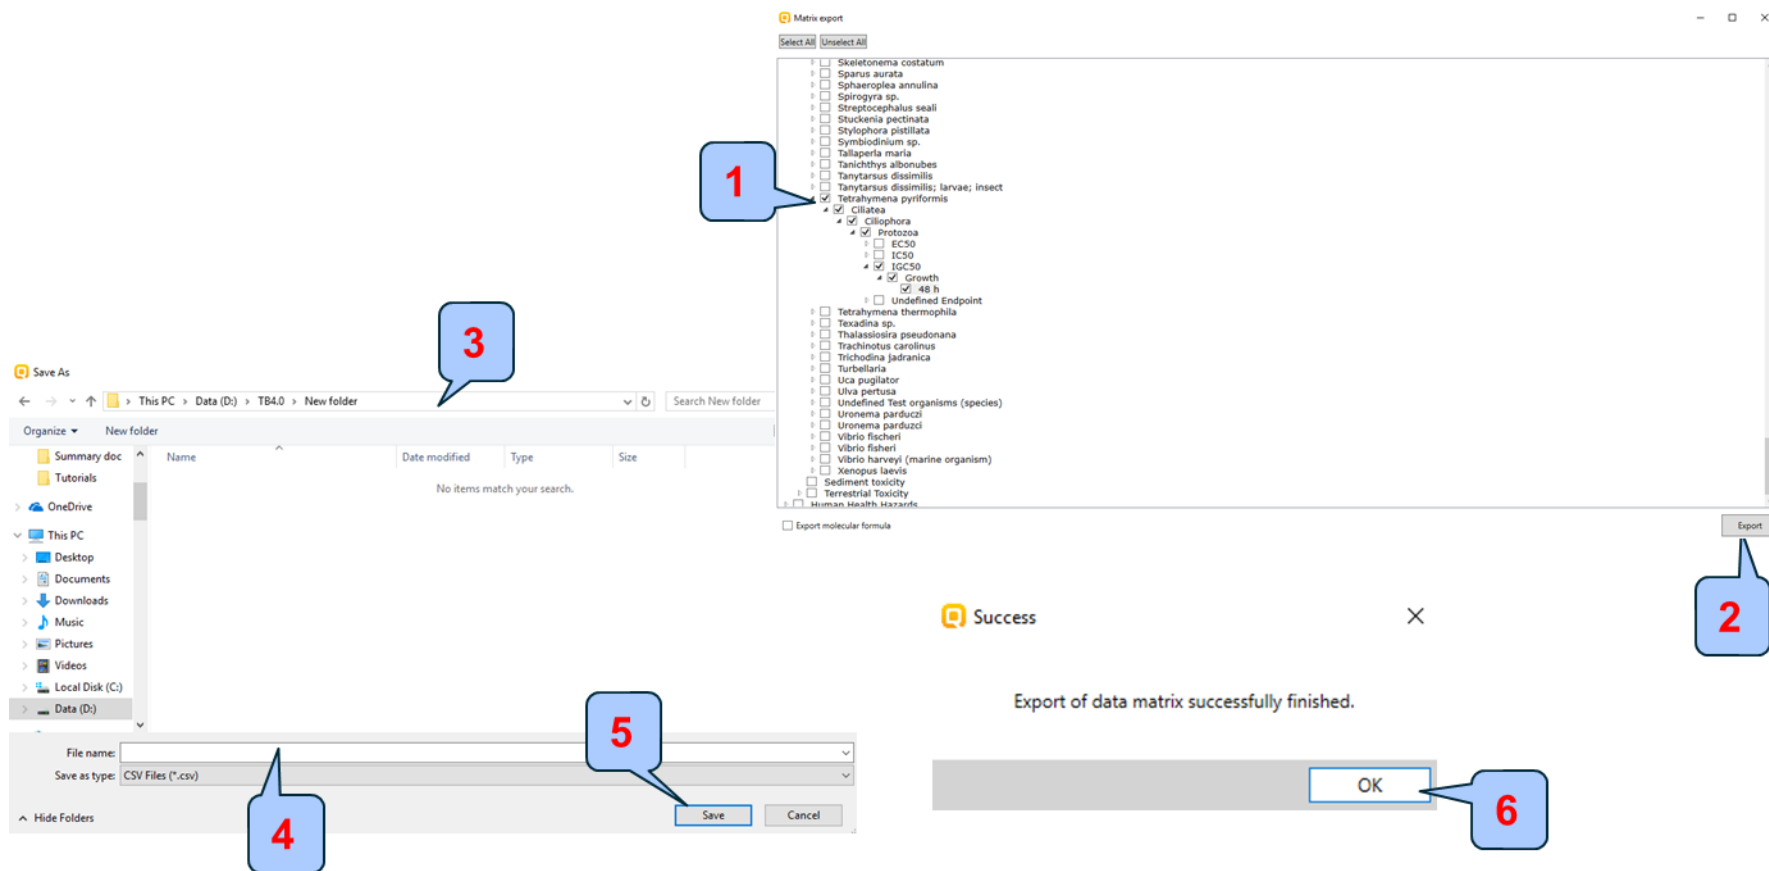 Matrix export
Select All Unselect All
Skeletonema costatum
Sparus aurata
Sphaeroplea annulina
Spirogyra sp.
Streptocephalus seali
Stuckenia pectinata
Stylophora pistillata
Symbiodinium sp.
Tallaperla maria
Tanichthys albonubes
Tanytarsus dissimilis
Tanytarsus dissimilis; larvae; insect
Tetrahymena pyriformis
Ciliatea
Ciliophora
Protozoa
EC50
IC50
IGC50
Growth
48 h
Undefined Endpoint
Tetrahymena thermophila
Texadina sp.
Thalassiosira pseudonana
Trachinotus carolinus
Trichodina jadranica
Turbellaria
Uca pugilator
Ulva pertusa
Undefined Test organisms (species)
Uronema parduczi
Uronema parduzci
Vibrio fischeri
Vibrio fisheri
Vibrio harveyi (marine organism)
Xenopus laevis
Sediment toxicity
Terrestrial Toxicity
Human Health Hazards
Export molecular formula
Export
1
2
3
Save As
This PC > Data (D:) > TB4.0 > New folder
Search New folder
Organize New folder
Name Date modified Type Size
No items match your search.
Summary doc
Tutorials
OneDrive
This PC
Desktop
Documents
Downloads
Music
Pictures
Videos
Local Disk (C:)
Data (D:)
File name:
Save as type: CSV Files (*.csv)
Hide Folders
Save Cancel
4
5
Success
Export of data matrix successfully finished.
OK
6